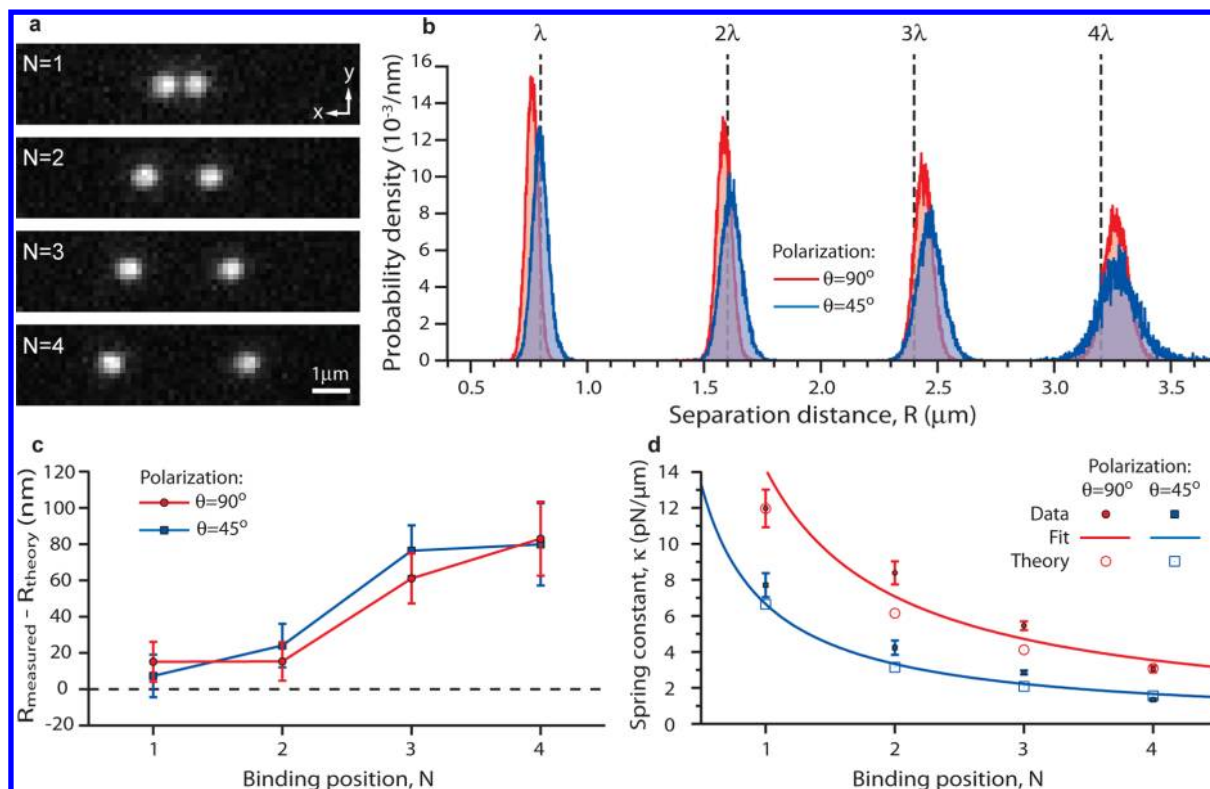 a
N=1
y
x
N=2
N=3
N=4
1μm
b
λ 2λ 3λ 4λ
Probability density (10⁻³/nm)
16
14
12
10
8
6
4
2
0
Polarization:
θ=90°
θ=45°
0.5 1.0 1.5 2.0 2.5 3.0 3.5
Separation distance, R (μm)
c
Rmeasured - Rtheory (nm)
120
100
80
60
40
20
0
-20
Polarization:
θ=90°
θ=45°
1 2 3 4
Binding position, N
d
Spring constant, κ (pN/μm)
14
12
10
8
6
4
2
0
Polarization:
θ=90° θ=45°
Data
Fit
Theory
1 2 3 4
Binding position, N